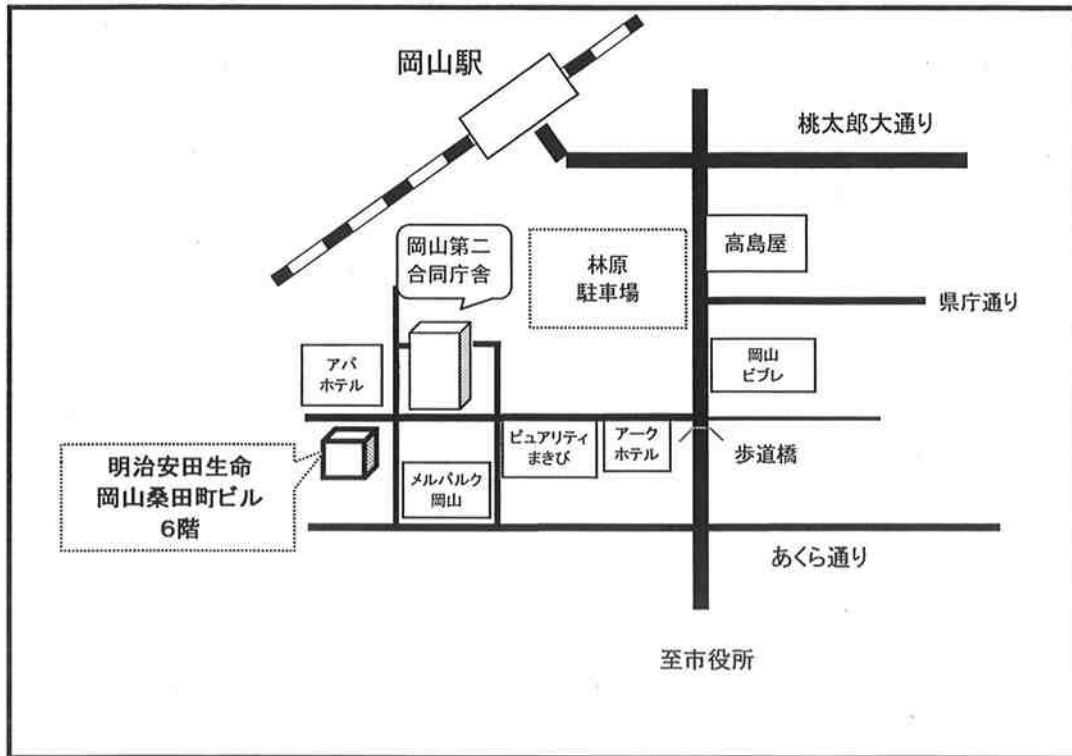 岡山駅
桃太郎大通り
岡山第二
合同庁舎
林原
駐車場
高島屋
県庁通り
アパ
ホテル
岡山
ビブレ
明治安田生命
岡山桑田町ビル
6階
メルパルク
岡山
ピュアリティ
まきび
アーク
ホテル
歩道橋
あくら通り
至市役所